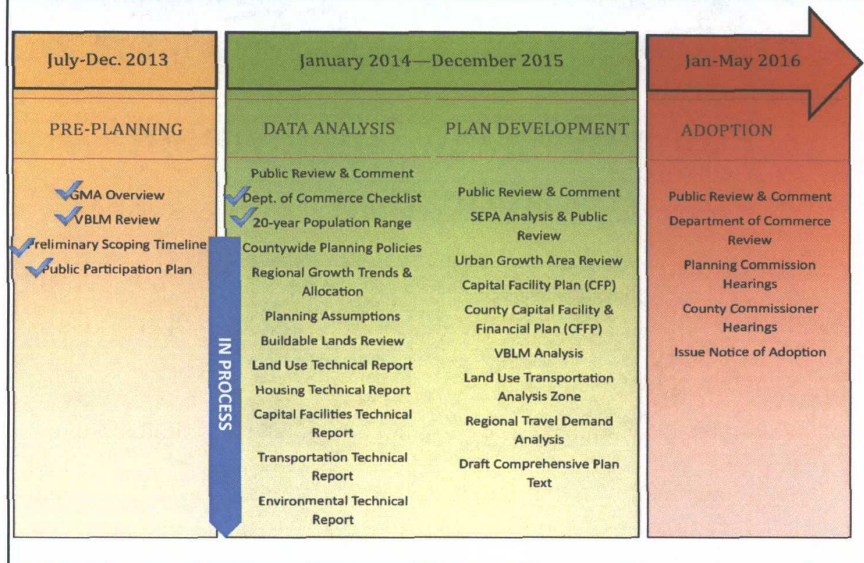 July-Dec. 2013
PRE-PLANNING
GMA Overview
VBLM Review
Preliminary Scoping Timeline
Public Participation Plan
IN PROCESS
January 2014—December 2015
DATA ANALYSIS
Public Review & Comment
Dept. of Commerce Checklist
20-year Population Range
Countywide Planning Policies
Regional Growth Trends &
Allocation
Planning Assumptions
Buildable Lands Review
Land Use Technical Report
Housing Technical Report
Capital Facilities Technical
Report
Transportation Technical
Report
Environmental Technical
Report
PLAN DEVELOPMENT
Public Review & Comment
SEPA Analysis & Public
Review
Urban Growth Area Review
Capital Facility Plan (CFP)
County Capital Facility &
Financial Plan (CFFP)
VBLM Analysis
Land Use Transportation
Analysis Zone
Regional Travel Demand
Analysis
Draft Comprehensive Plan
Text
Jan-May 2016
ADOPTION
Public Review & Comment
Department of Commerce
Review
Planning Commission
Hearings
County Commissioner
Hearings
Issue Notice of Adoption